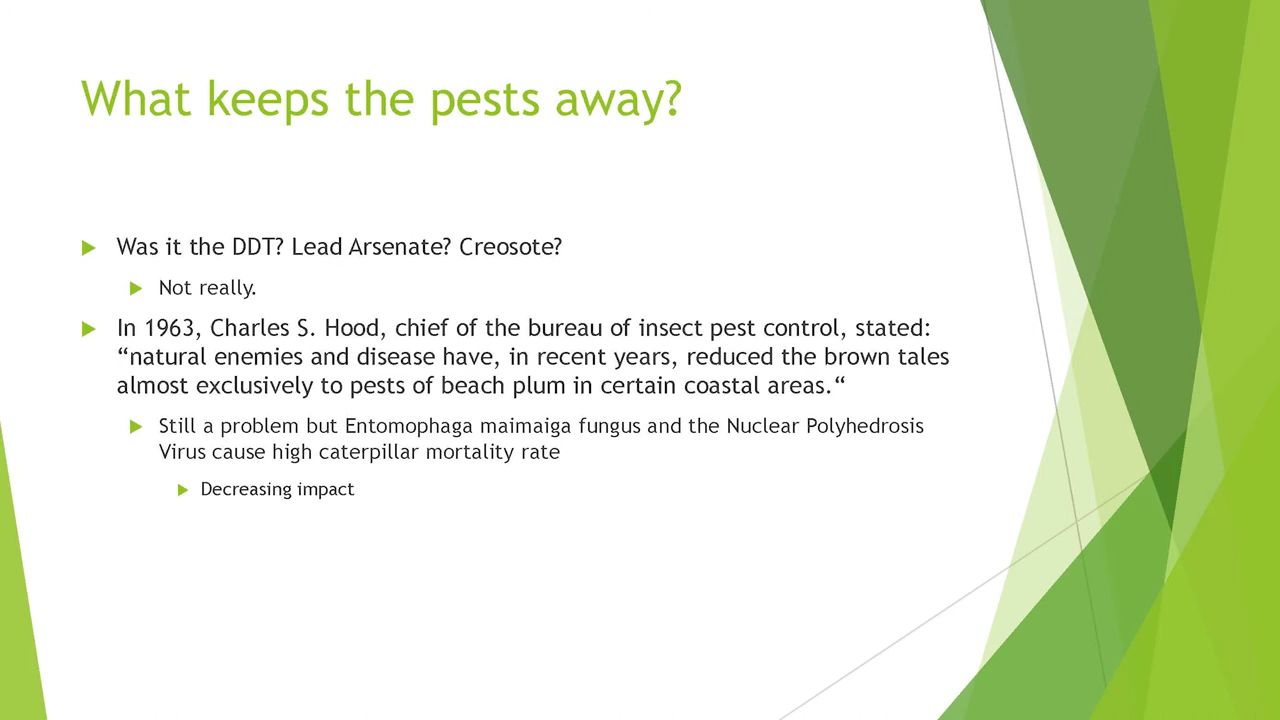 What keeps the pests away?
Was it the DDT? Lead Arsenate? Creosote?
Not really.
In 1963, Charles S. Hood, chief of the bureau of insect pest control, stated:
“natural enemies and disease have, in recent years, reduced the brown tales
almost exclusively to pests of beach plum in certain coastal areas.“
Still a problem but Entomophaga maimaiga fungus and the Nuclear Polyhedrosis
Virus cause high caterpillar mortality rate
Decreasing impact